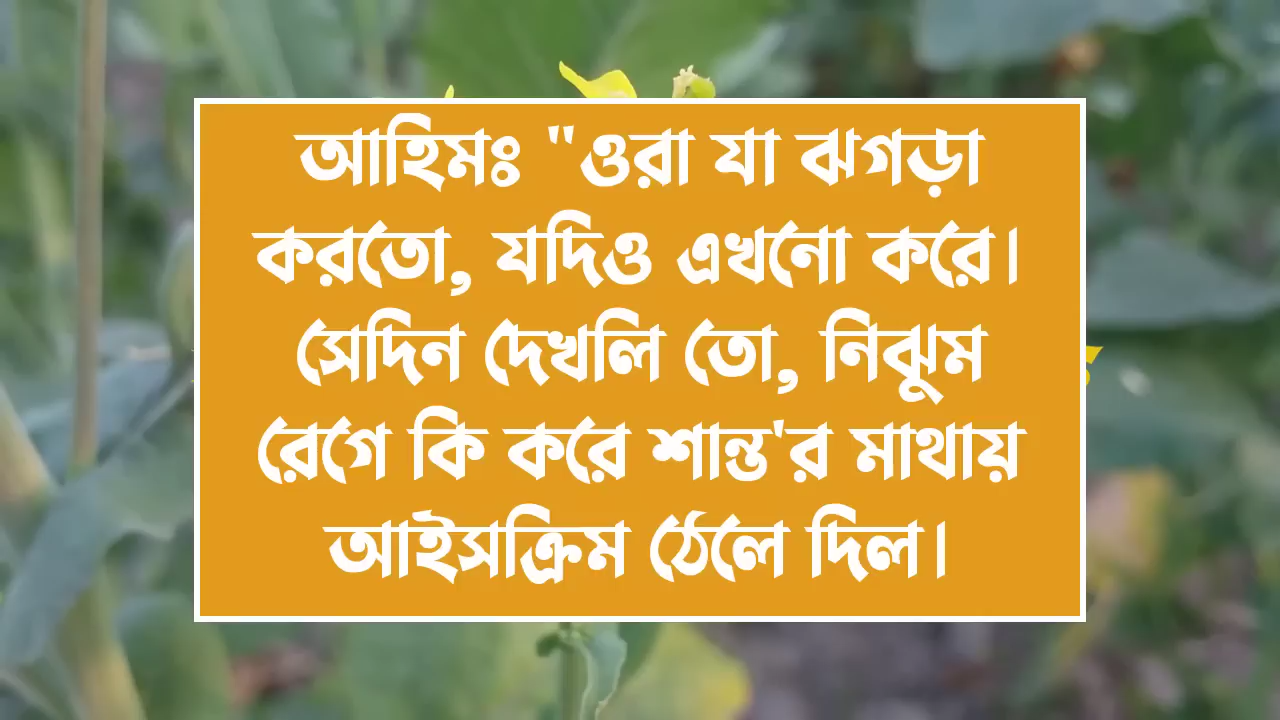 আহিমঃ "ওরা যা ঝগড়া
করতো, যদিও এখনো করে।
সেদিন দেখলি তো, নিঝুম
রেগে কি করে শান্ত'র মাথায়
আইসক্রিম ঠেলে দিল।